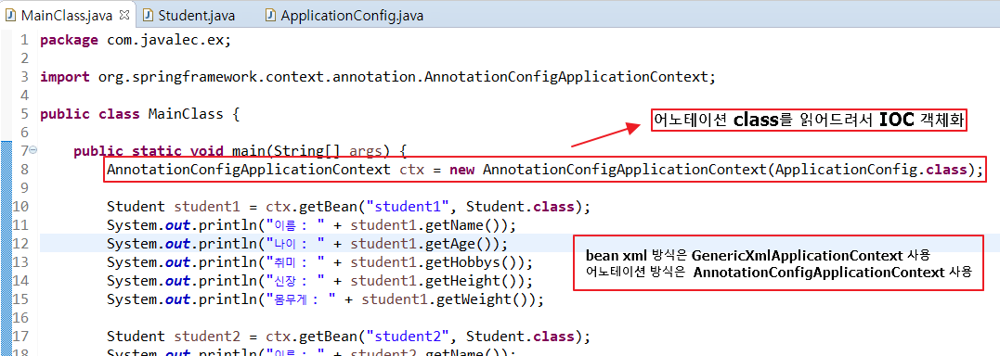 MainClass.java Student.java ApplicationConfig.java
1 package com.javalec.ex;
2
3 import org.springframework.context.annotation.AnnotationConfigApplicationContext;
4
5 public class MainClass {
어노테이션 class를 읽어드려서 IOC 객체화
6
7 public static void main(String[] args) {
8 AnnotationConfigApplicationContext ctx = new AnnotationConfigApplicationContext(ApplicationConfig.class);
9
10 Student student1 = ctx.getBean("student1", Student.class);
11 System.out.println("이름 : " + student1.getName());
12 System.out.println("나이 : " + student1.getAge());
13 System.out.println("취미 : " + student1.getHobbys());
14 System.out.println("신장 : " + student1.getHeight());
15 System.out.println("몸무게 : " + student1.getWeight());
bean xml 방식은 GenericXmlApplicationContext 사용
어노테이션 방식은 AnnotationConfigApplicationContext 사용
16
17 Student student2 = ctx.getBean("student2", Student.class);
18 System.out.println("이름 : " + student2.getName());